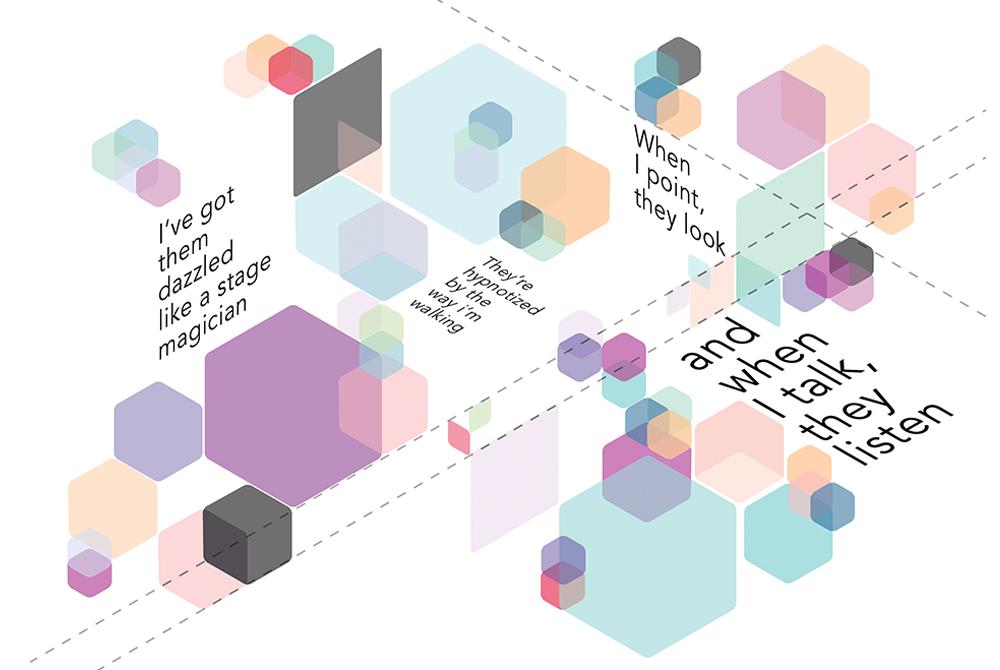 I've got
them
dazzled
like a stage
magician
They're
hypnotized
by the
way i'm
walking
When
I point,
they look
and
when
I talk,
they
listen